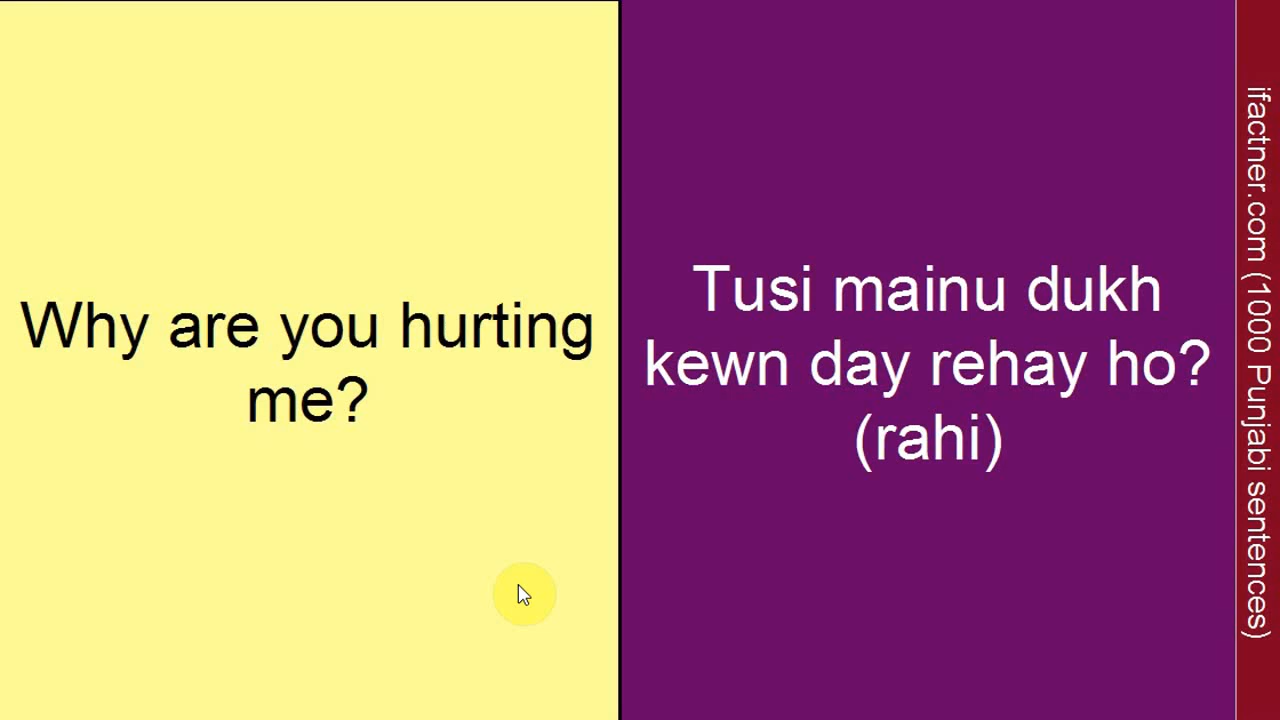 Why are you hurting
me?
Tusi mainu dukh
kewn day rehay ho?
(rahi)
ifactner.com (1000 Punjabi sentences)